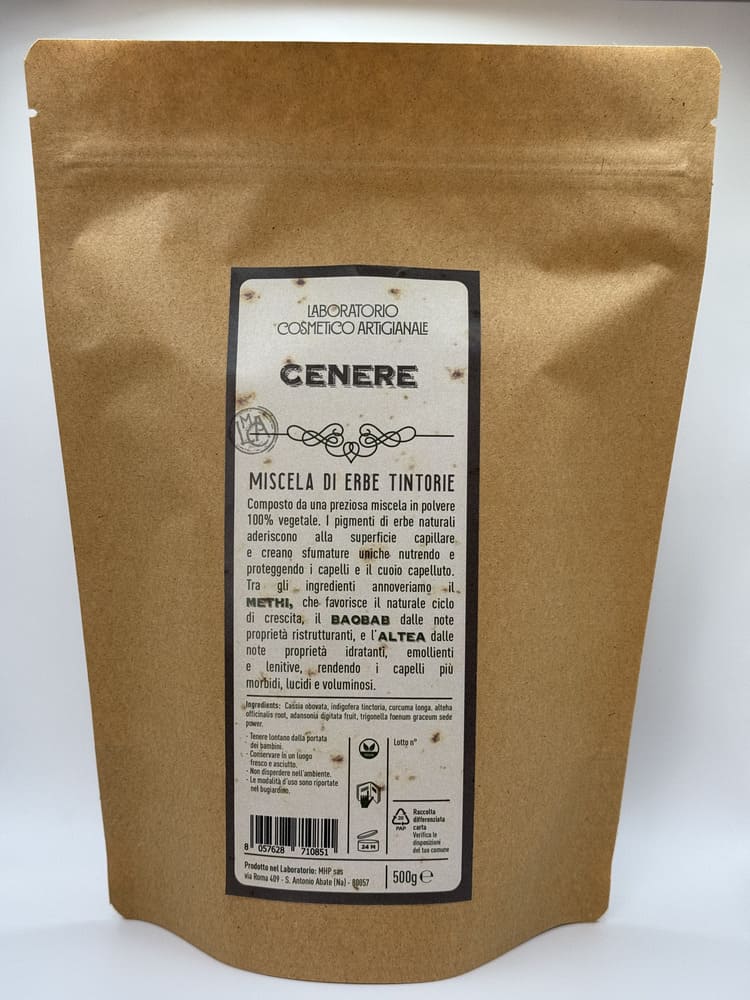 LABORATORIO
COSMETICO ARTIGIANALE
CENERE
LMCA
MISCELA DI ERBE TINTORIE
Composto da una preziosa miscela in polvere
100% vegetale. I pigmenti di erbe naturali
aderiscono alla superficie capillare
e creano sfumature uniche nutrendo e
proteggendo i capelli e il cuoio capelluto.
Tra gli ingredienti annoveriamo il
METHI, che favorisce il naturale ciclo
di crescita, il BAOBAB dalle note
proprietà ristrutturanti, e l'ALTEA dalle
note proprietà idratanti, emollienti
e lenitive, rendendo i capelli più
morbidi, lucidi e voluminosi.
Ingredients: Cassia obovata, indigofera tinctoria, curcuma longa, alteha
officinalis root, adansonia digitata fruit, trigonella foenum graceum sede
power.
- Tenere lontano dalla portata
dei bambini.
- Conservare in un luogo
fresco e asciutto.
- Non disperdere nell'ambiente.
- Le modalità d'uso sono riportate
nel bugiardino.
Lotto n°
24 M
20
PAP
Raccolta
differenziata
carta
Verifica le
disposizioni
del tuo comune
8 057628 710851
Prodotto nel Laboratorio: MHP sas
via Roma 409 - S. Antonio Abate (Na) - 80057
500g ℮